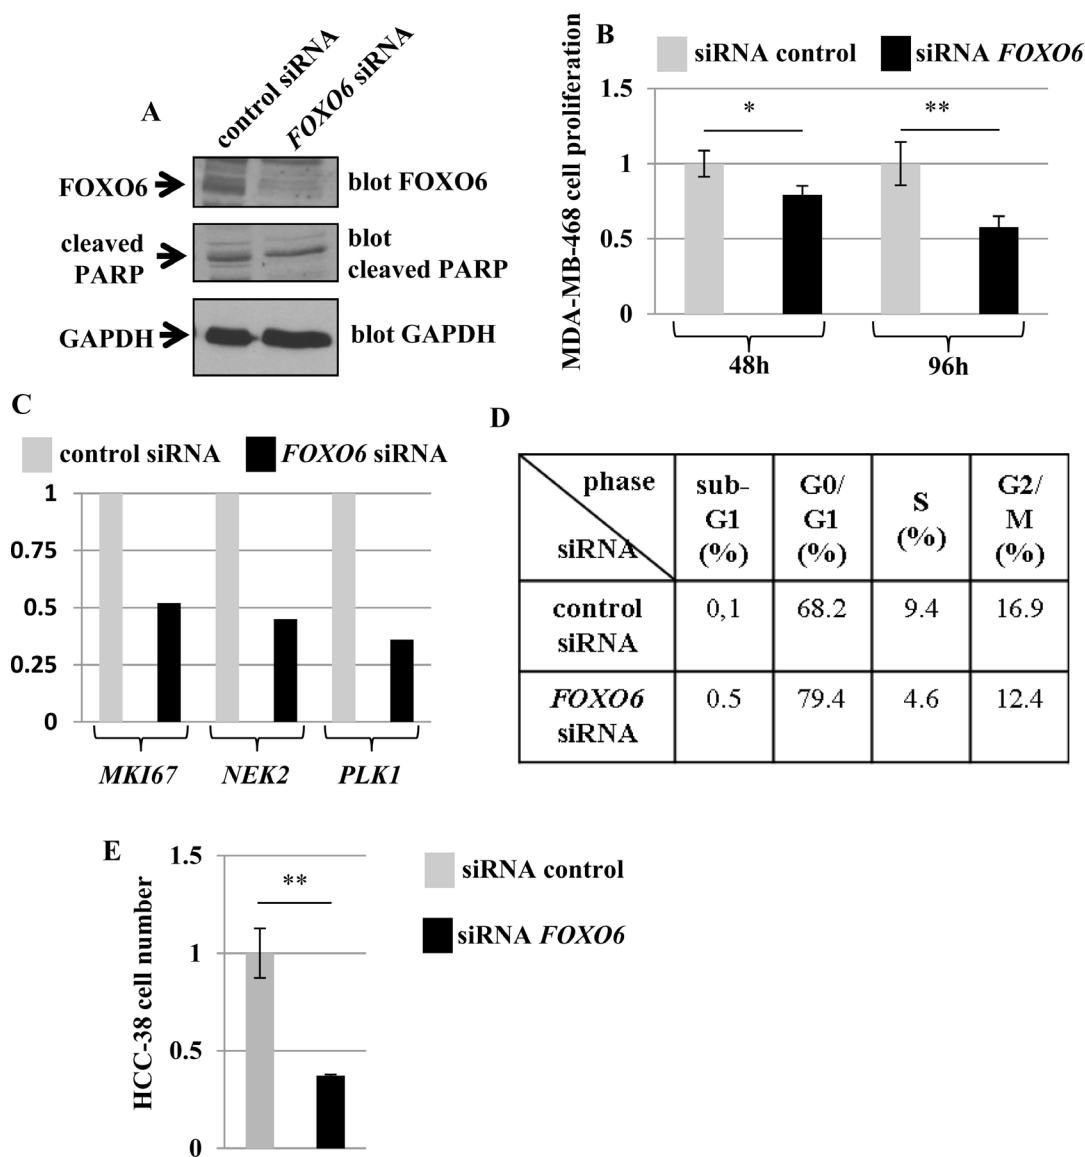 A
control siRNA
FOXO6 siRNA
FOXO6
blot FOXO6
cleaved
PARP
blot
cleaved PARP
GAPDH
blot GAPDH
B
siRNA control
siRNA FOXO6
MDA-MB-468 cell proliferation
1.5
1
0.5
0
*
**
48h
96h
C
control siRNA
FOXO6 siRNA
1
0.75
0.5
0.25
0
MKI67
NEK2
PLK1
D
phase
siRNA
sub-
G1
(%)
G0/
G1
(%)
S
(%)
G2/
M
(%)
control
siRNA
0,1
68.2
9.4
16.9
FOXO6
siRNA
0.5
79.4
4.6
12.4
E
HCC-38 cell number
1.5
1
0.5
0
**
siRNA control
siRNA FOXO6